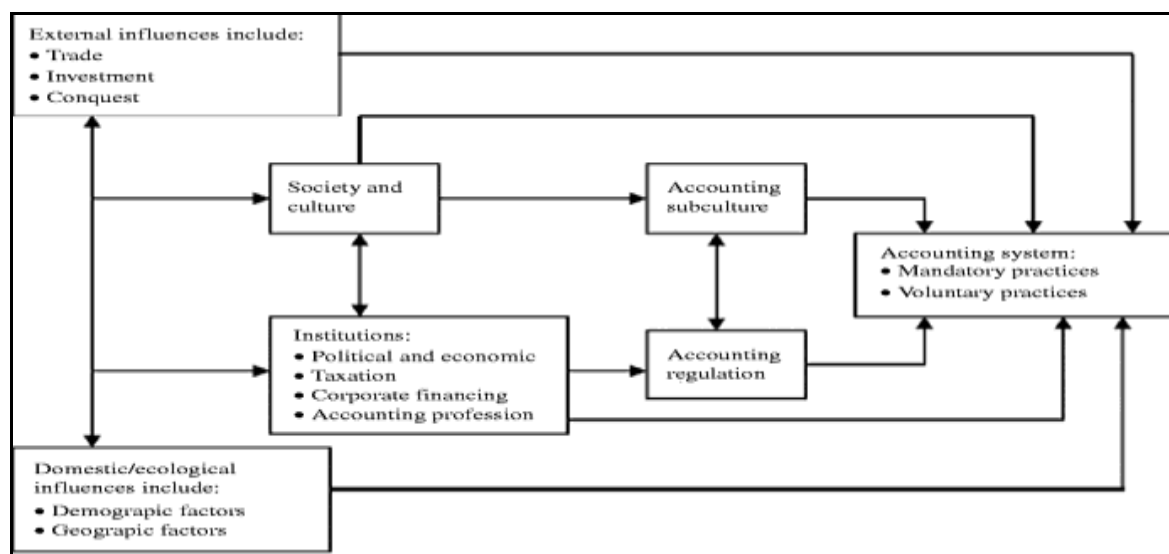 External influences include:
• Trade
• Investment
• Conquest
Society and
culture
Accounting
subculture
Accounting system:
• Mandatory practices
• Voluntary practices
Institutions:
• Political and economic
• Taxation
• Corporate financing
• Accounting profession
Accounting
regulation
Domestic/ecological
influences include:
• Demograpic factors
• Geograpic factors